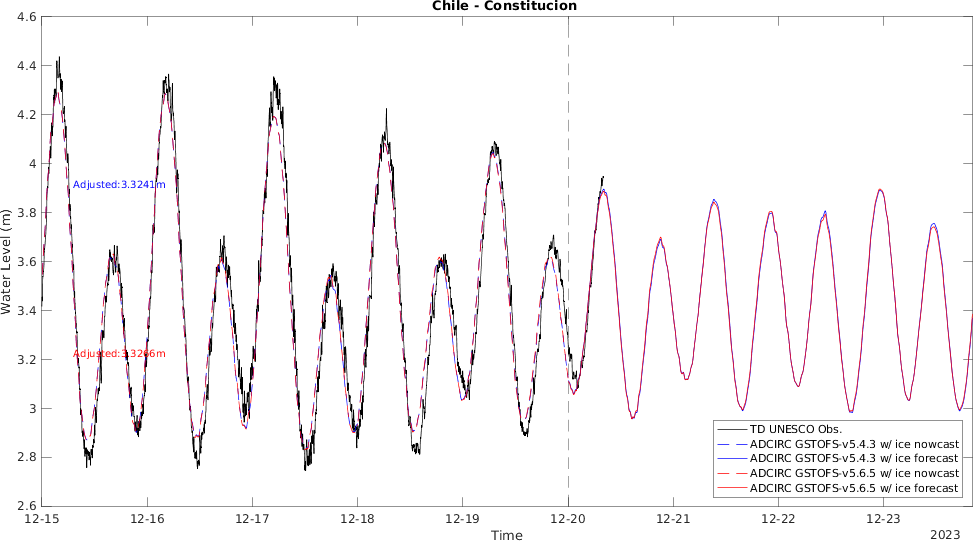 Chile - Constitucion
4.6
4.4
4.2
4
3.8
3.6
3.4
3.2
3
2.8
2.6
Water Level (m)
Adjusted:3.3241m
Adjusted:3.3266m
TD UNESCO Obs.
ADCIRC GSTOFS-v5.4.3 w/ ice nowcast
ADCIRC GSTOFS-v5.4.3 w/ ice forecast
ADCIRC GSTOFS-v5.6.5 w/ ice nowcast
ADCIRC GSTOFS-v5.6.5 w/ ice forecast
12-15 12-16 12-17 12-18 12-19 12-20 12-21 12-22 12-23
Time
2023